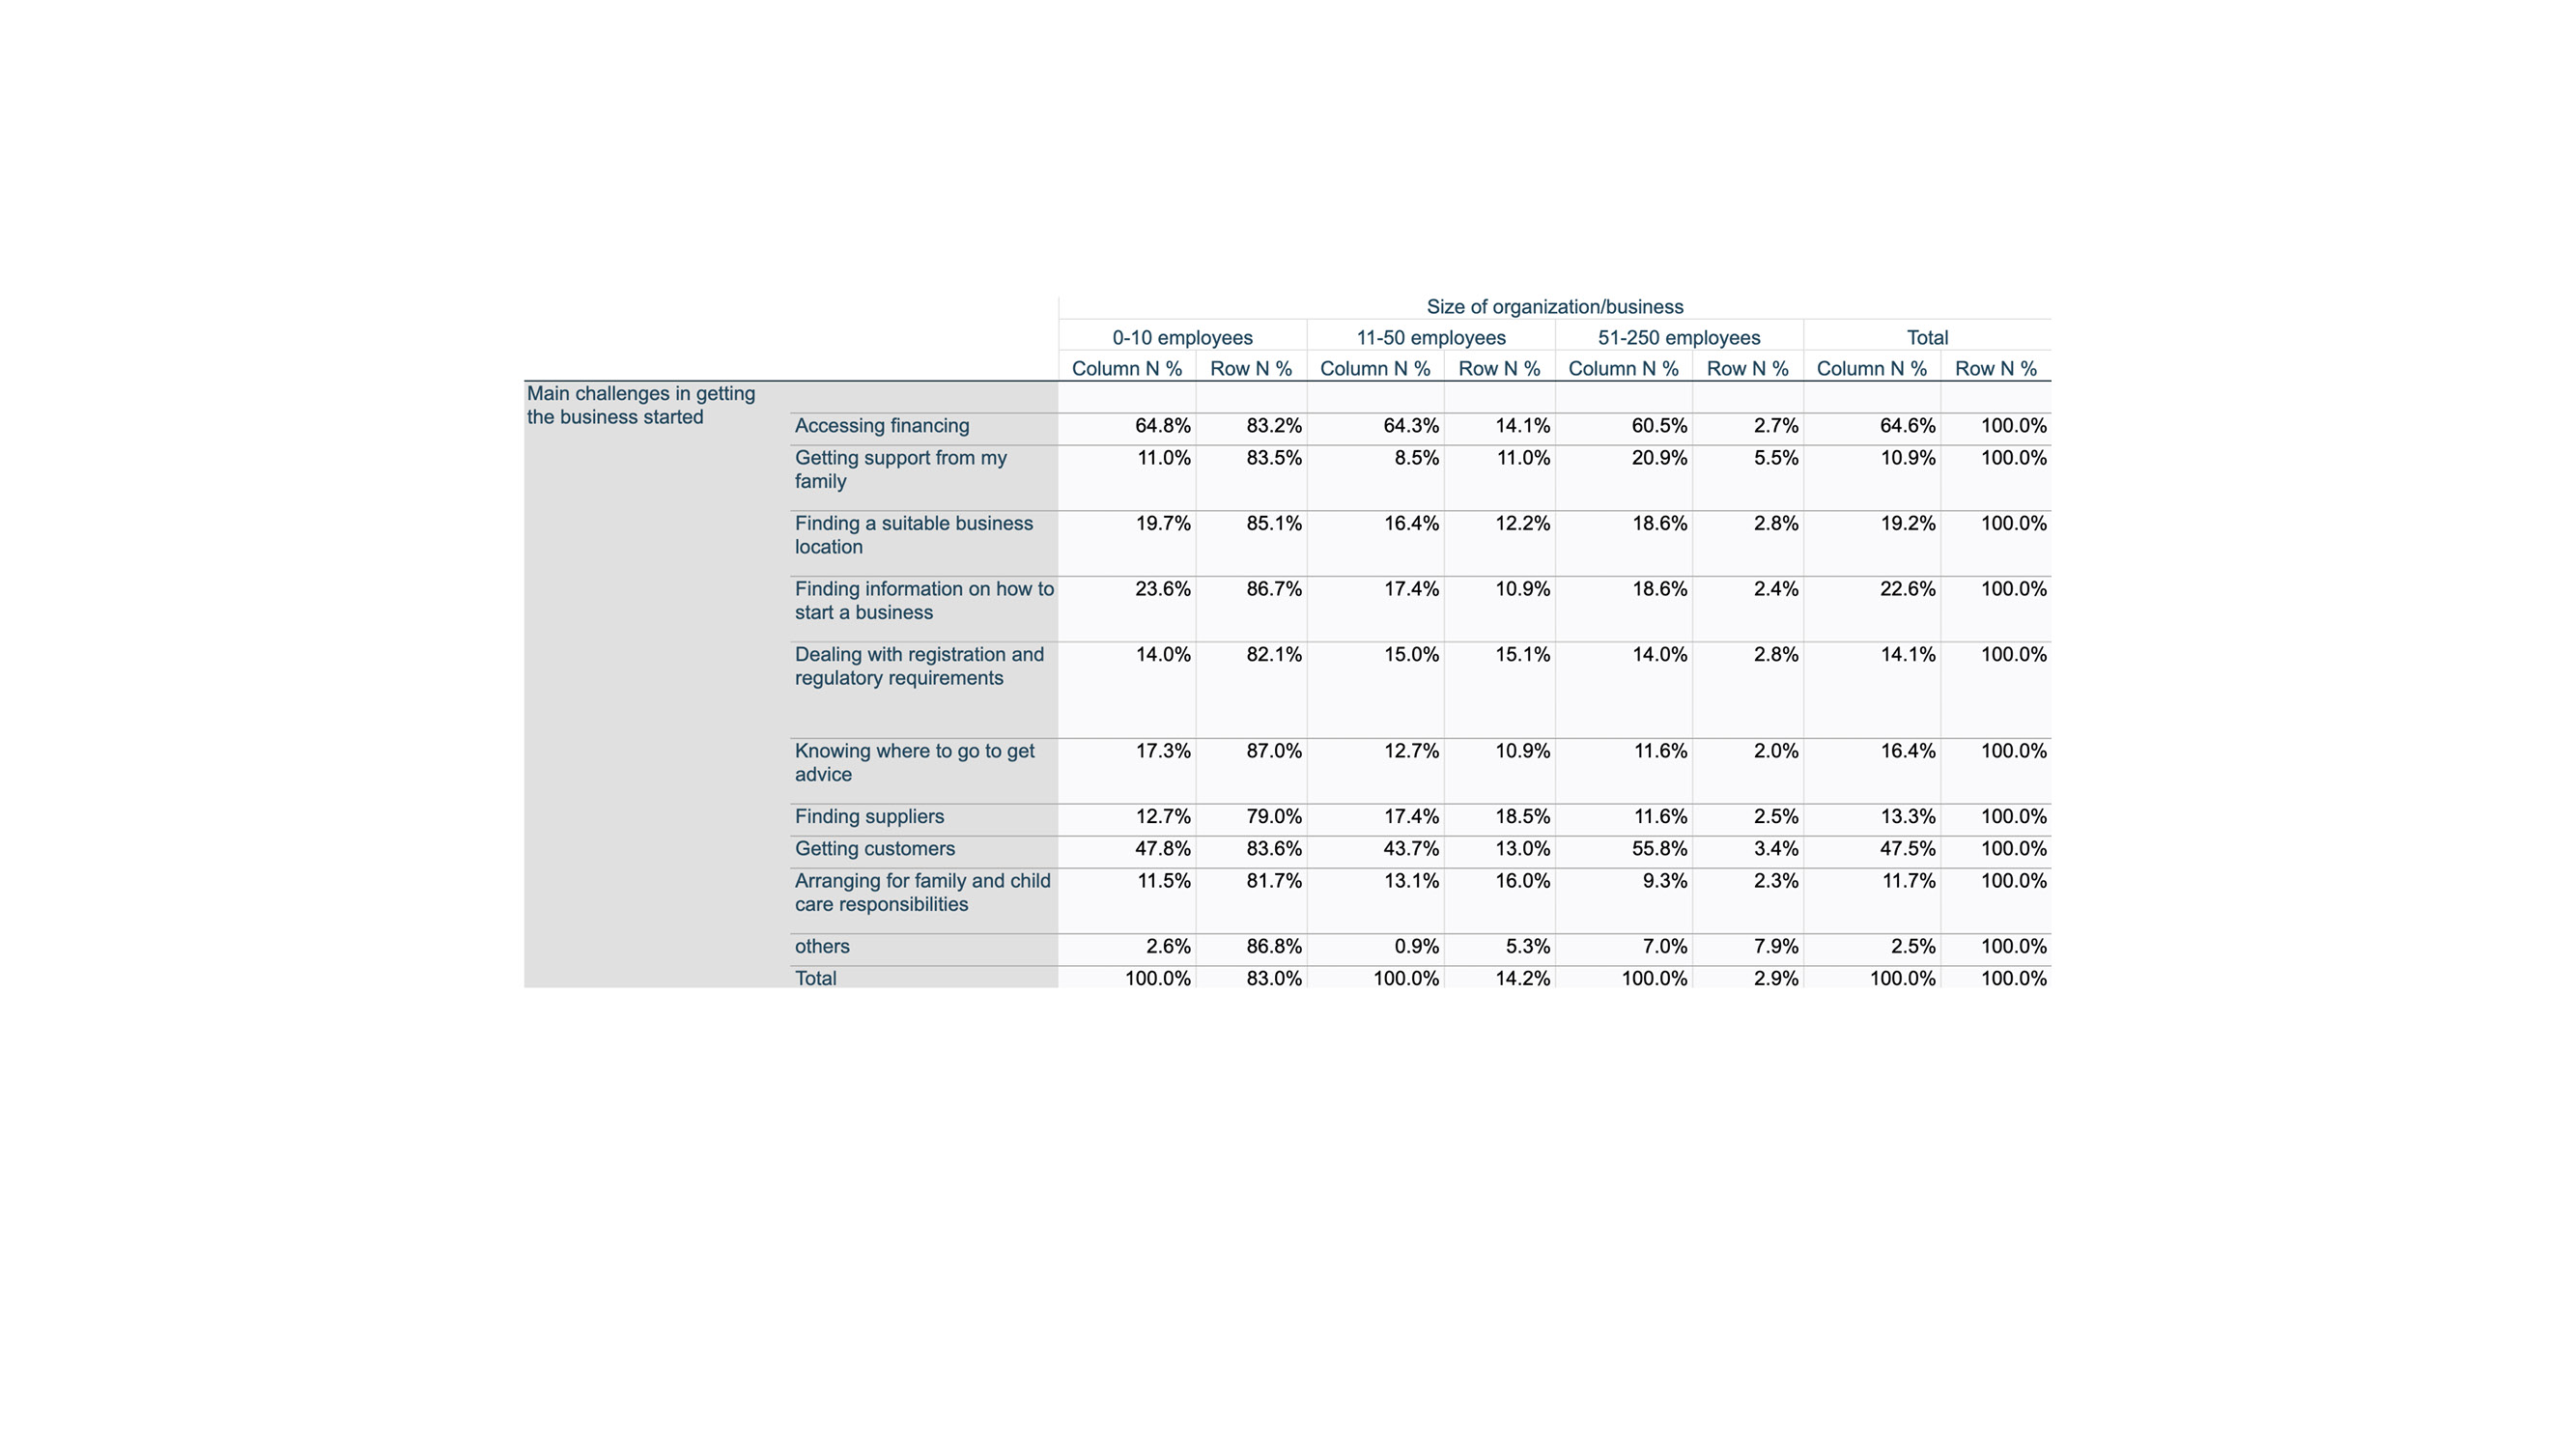 Size of organization/business
0-10 employees 11-50 employees 51-250 employees Total
Column N % Row N % Column N % Row N % Column N % Row N % Column N % Row N %
Main challenges in getting
the business started
Accessing financing 64.8% 83.2% 64.3% 14.1% 60.5% 2.7% 64.6% 100.0%
Getting support from my 11.0% 83.5% 8.5% 11.0% 20.9% 5.5% 10.9% 100.0%
family
Finding a suitable business 19.7% 85.1% 16.4% 12.2% 18.6% 2.8% 19.2% 100.0%
location
Finding information on how to 23.6% 86.7% 17.4% 10.9% 18.6% 2.4% 22.6% 100.0%
start a business
Dealing with registration and 14.0% 82.1% 15.0% 15.1% 14.0% 2.8% 14.1% 100.0%
regulatory requirements
Knowing where to go to get 17.3% 87.0% 12.7% 10.9% 11.6% 2.0% 16.4% 100.0%
advice
Finding suppliers 12.7% 79.0% 17.4% 18.5% 11.6% 2.5% 13.3% 100.0%
Getting customers 47.8% 83.6% 43.7% 13.0% 55.8% 3.4% 47.5% 100.0%
Arranging for family and child 11.5% 81.7% 13.1% 16.0% 9.3% 2.3% 11.7% 100.0%
care responsibilities
others 2.6% 86.8% 0.9% 5.3% 7.0% 7.9% 2.5% 100.0%
Total 100.0% 83.0% 100.0% 14.2% 100.0% 2.9% 100.0% 100.0%